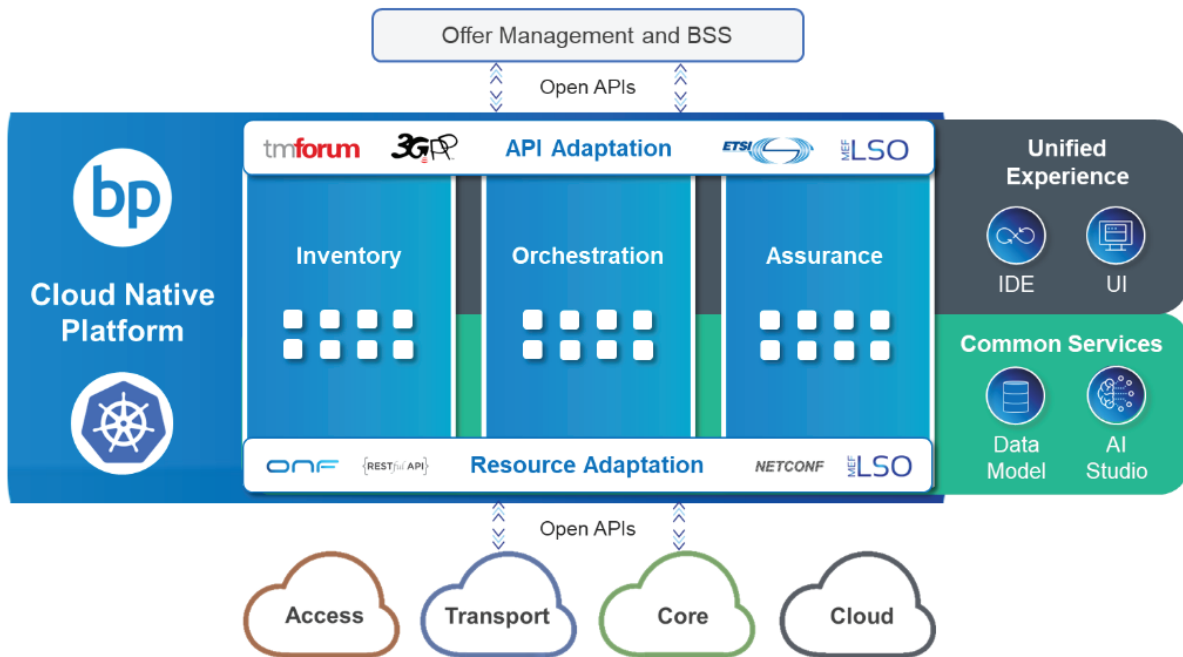 Offer Management and BSS
Open APIs
tmforum 3GPP API Adaptation ETSI MEF LSO
bp
Cloud Native
Platform
Inventory
Orchestration
Assurance
Unified
Experience
IDE
UI
Common Services
Data
Model
AI
Studio
ONF {RESTful API} Resource Adaptation NETCONF MEF LSO
Open APIs
Access
Transport
Core
Cloud